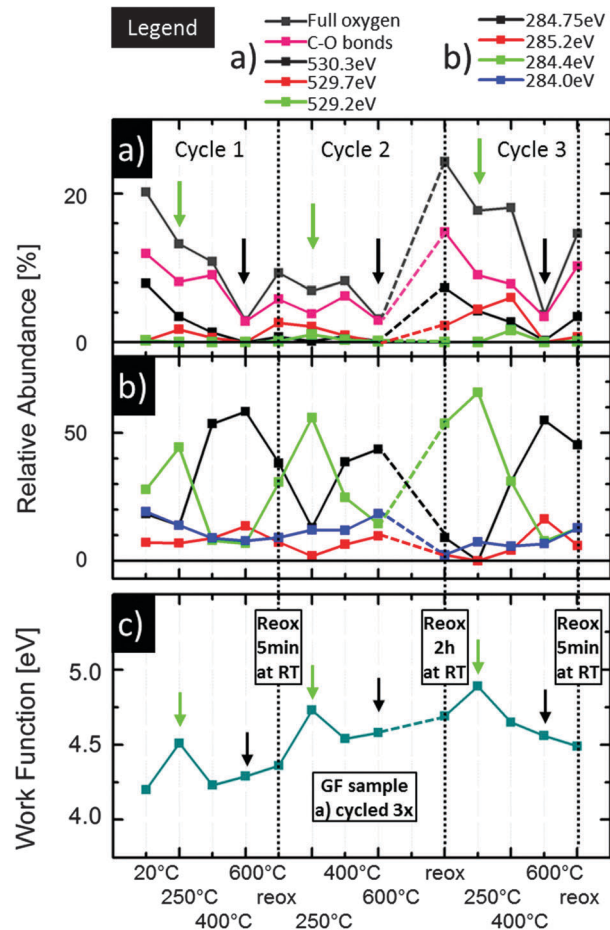 Legend
a)
Full oxygen
C-O bonds
530.3eV
529.7eV
529.2eV
b)
284.75eV
285.2eV
284.4eV
284.0eV
a)
Cycle 1
Cycle 2
Cycle 3
20
0
Relative Abundance [%]
b)
50
0
c)
Reox
5min
at RT
Reox
2h
at RT
Reox
5min
at RT
5.0
4.5
4.0
Work Function [eV]
GF sample
a) cycled 3x
20°C
600°C
400°C
reox
400°C
600°C
250°C
reox
250°C
600°C
250°C
reox
400°C
400°C